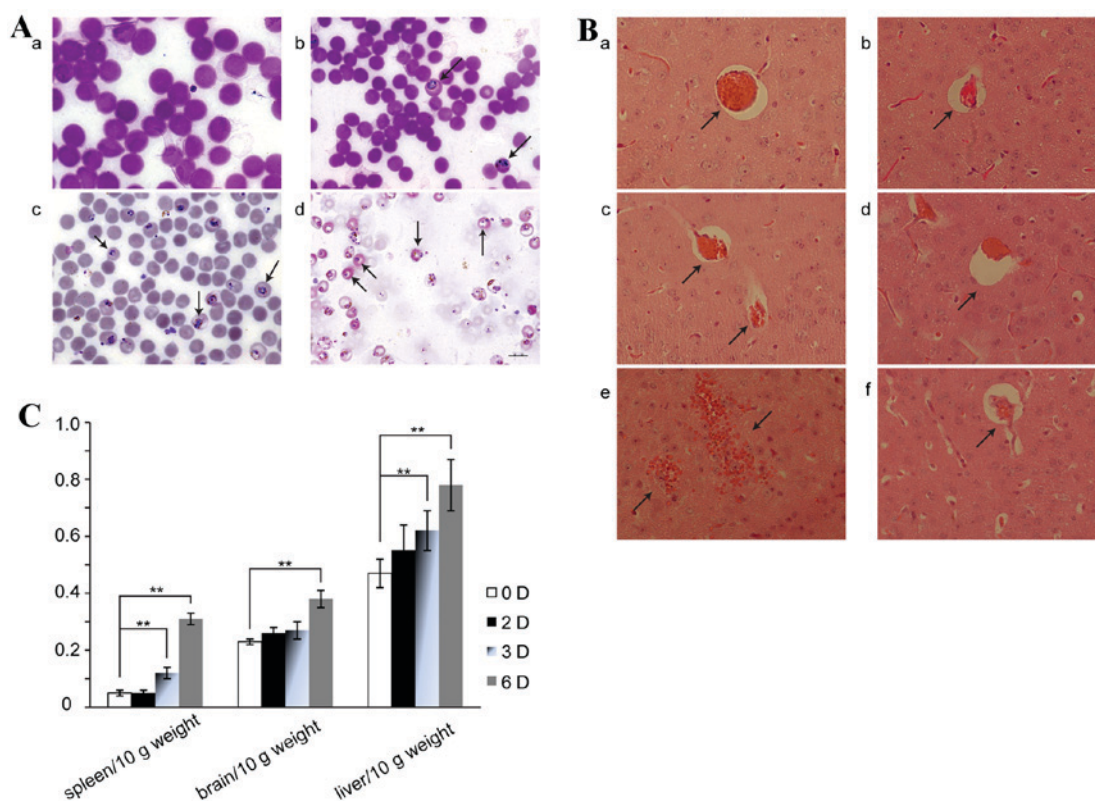 A
a
b
c
d
B
a
b
c
d
e
f
C
1.0
0.8
0.6
0.4
0.2
0
**
**
**
**
**
0 D
2 D
3 D
6 D
spleen/10 g weight
brain/10 g weight
liver/10 g weight